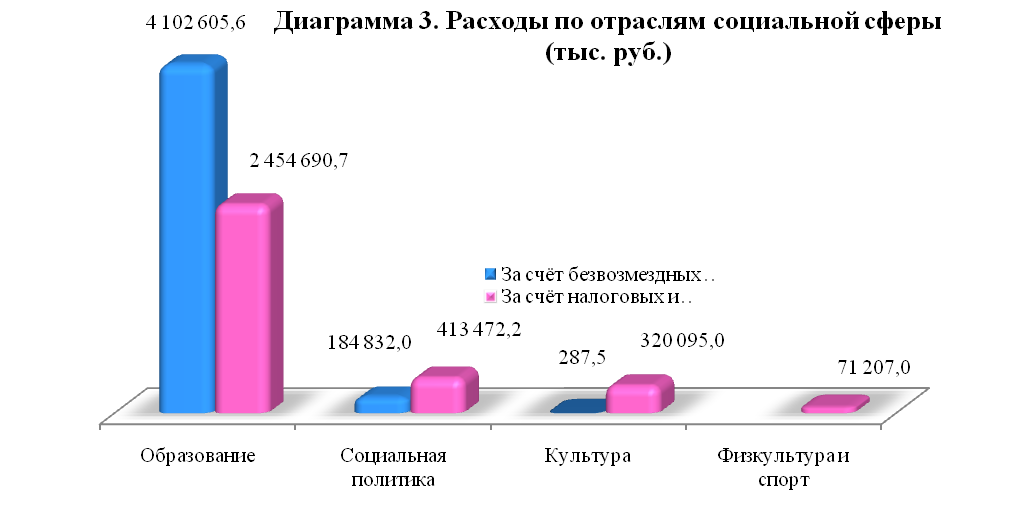 Диаграмма 3. Расходы по отраслям социальной сферы
(тыс. руб.)
4 102 605,6
2 454 690,7
За счёт безвозмездных ..
За счёт налоговых и ..
184 832,0
413 472,2
287,5
320 095,0
71 207,0
Образование
Социальная
политика
Культура
Физкультура и
спорт